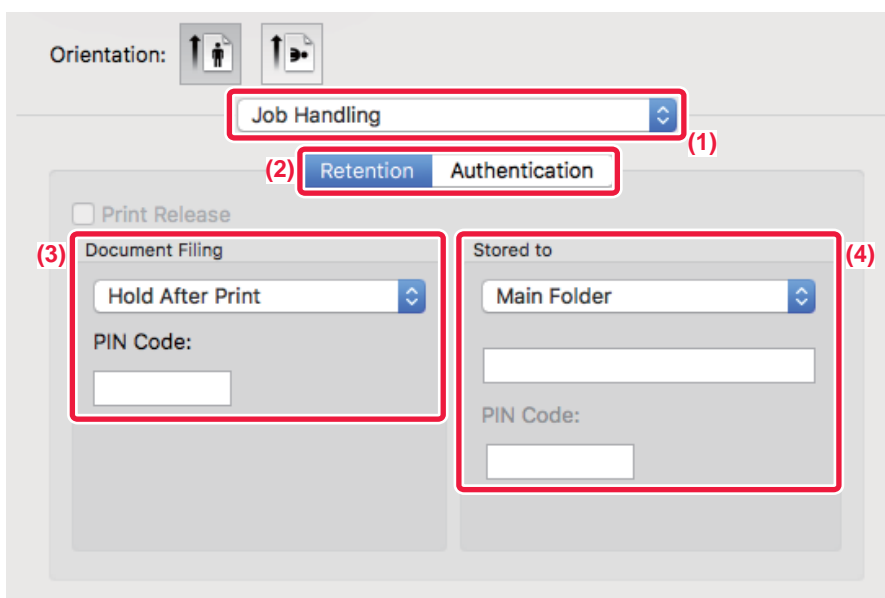 Orientation:
Job Handling
(1)
(2)
Retention Authentication
Print Release
(3)
Document Filing
Hold After Print
PIN Code:
Stored to
(4)
Main Folder
PIN Code: